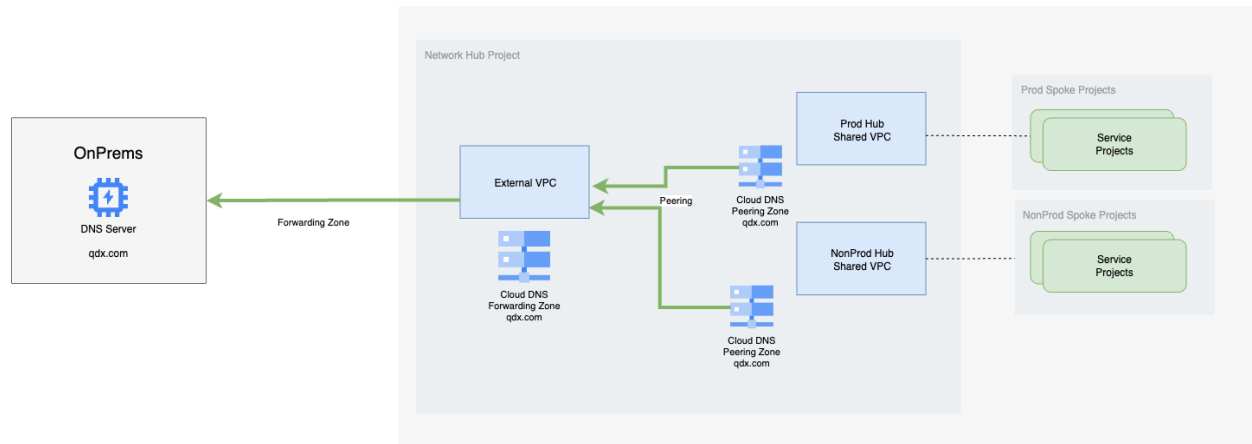 Network Hub Project
OnPrems
DNS Server
qdx.com
Forwarding Zone
External VPC
Cloud DNS
Forwarding Zone
qdx.com
Peering
Cloud DNS
Peering Zone
qdx.com
Cloud DNS
Peering Zone
qdx.com
Prod Hub
Shared VPC
NonProd Hub
Shared VPC
Prod Spoke Projects
Service
Projects
NonProd Spoke Projects
Service
Projects